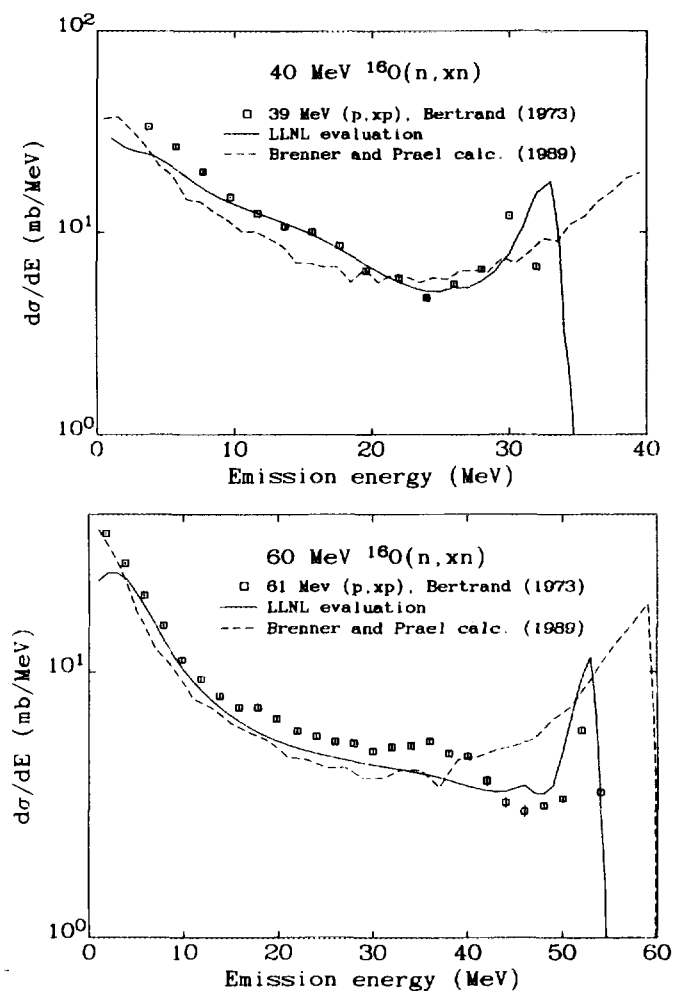 10²
40 MeV ¹⁶O(n,xn)
39 MeV (p,xp), Bertrand (1973)
LLNL evaluation
Brenner and Prael calc. (1989)
10¹
dσ/dE (mb/MeV)
10⁰
0 10 20 30 40
Emission energy (MeV)
60 MeV ¹⁶O(n,xn)
61 Mev (p,xp), Bertrand (1973)
LLNL evaluation
Brenner and Prael calc. (1989)
10¹
dσ/dE (mb/MeV)
10⁰
0 10 20 30 40 50 60
Emission energy (MeV)